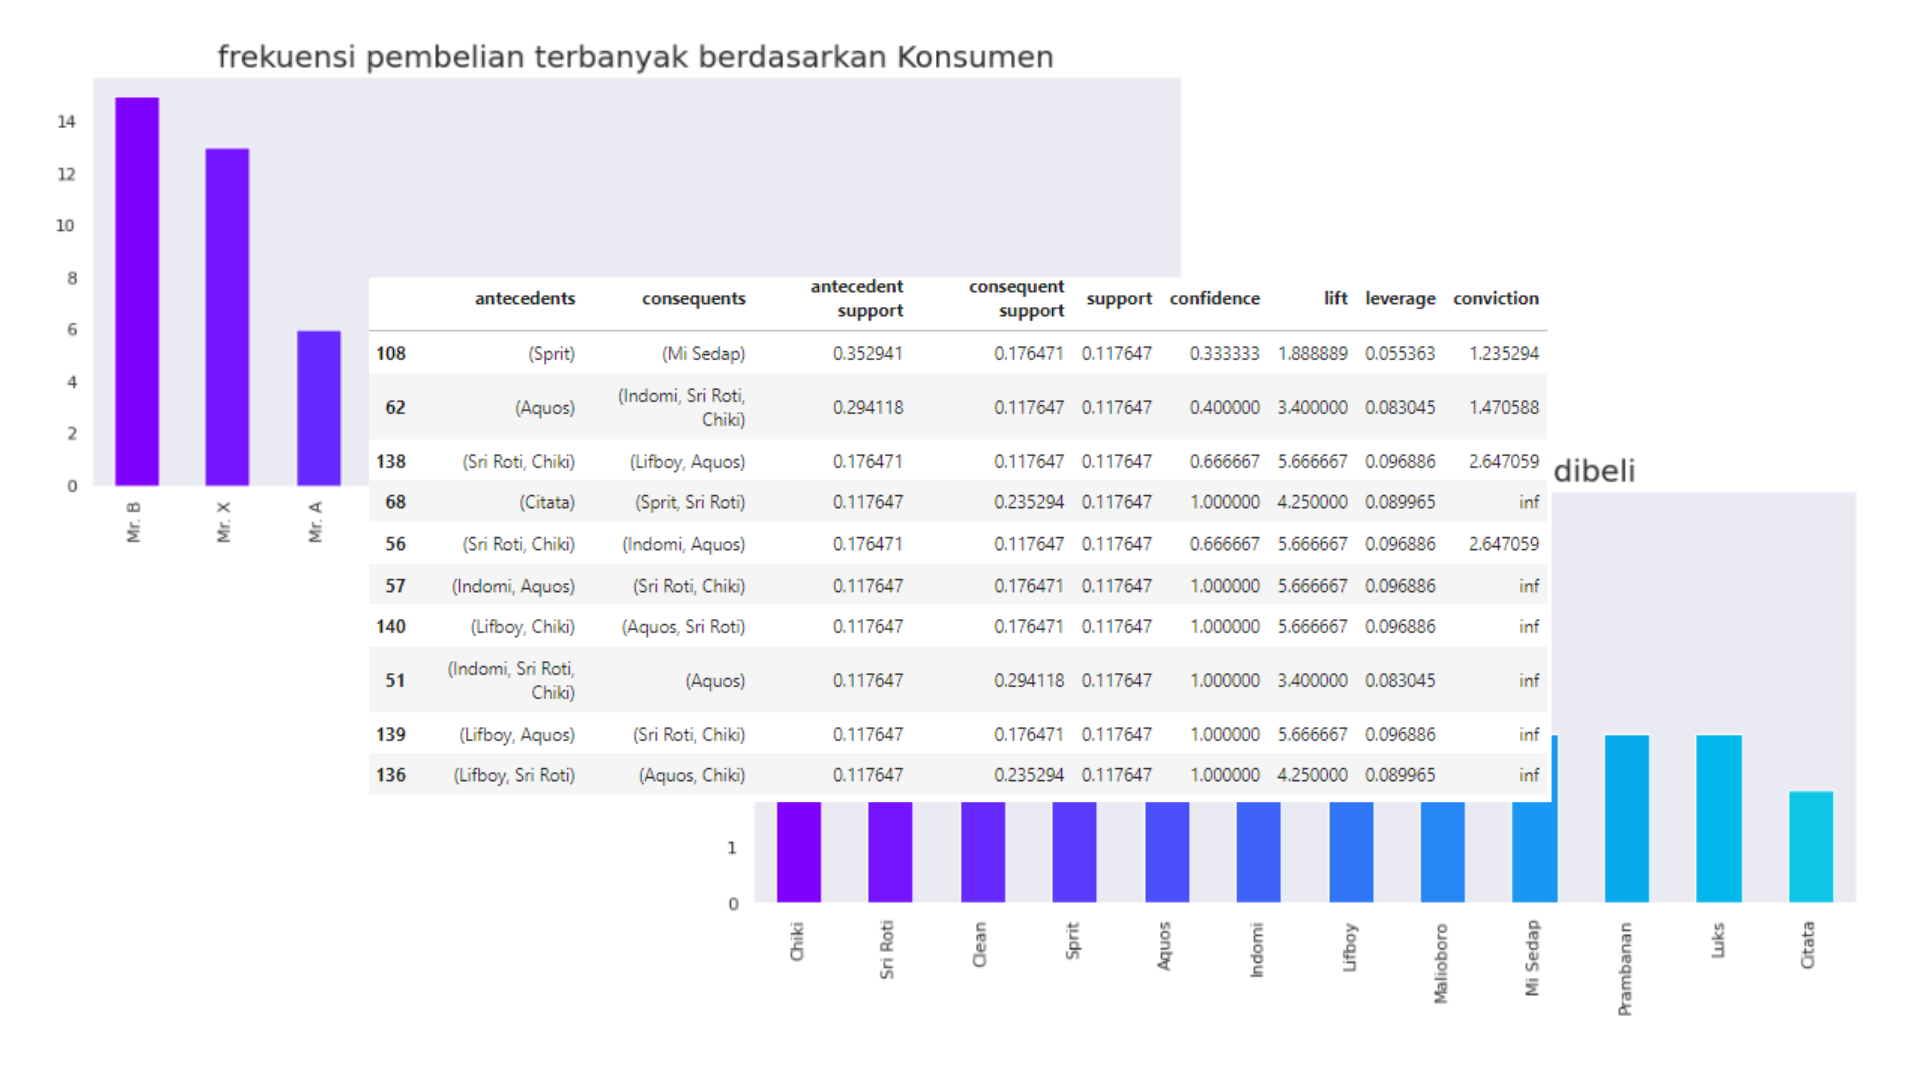 frekuensi pembelian terbanyak berdasarkan Konsumen
14
12
10
8
6
4
2
0
Mr. B
Mr. X
Mr. A
antecedents consequents antecedent support consequent support support confidence lift leverage conviction
108 (Sprit) (Mi Sedap) 0.352941 0.176471 0.117647 0.333333 1.888889 0.055363 1.235294
62 (Aquos) (Indomi, Sri Roti, Chiki) 0.294118 0.117647 0.117647 0.400000 3.400000 0.083045 1.470588
138 (Sri Roti, Chiki) (Lifboy, Aquos) 0.176471 0.117647 0.117647 0.666667 5.666667 0.096886 2.647059
68 (Citata) (Sprit, Sri Roti) 0.117647 0.235294 0.117647 1.000000 4.250000 0.089965 inf
56 (Sri Roti, Chiki) (Indomi, Aquos) 0.176471 0.117647 0.117647 0.666667 5.666667 0.096886 2.647059
57 (Indomi, Aquos) (Sri Roti, Chiki) 0.117647 0.176471 0.117647 1.000000 5.666667 0.096886 inf
140 (Lifboy, Chiki) (Aquos, Sri Roti) 0.117647 0.176471 0.117647 1.000000 5.666667 0.096886 inf
51 (Indomi, Sri Roti, Chiki) (Aquos) 0.117647 0.294118 0.117647 1.000000 3.400000 0.083045 inf
139 (Lifboy, Aquos) (Sri Roti, Chiki) 0.117647 0.176471 0.117647 1.000000 5.666667 0.096886 inf
136 (Lifboy, Sri Roti) (Aquos, Chiki) 0.117647 0.235294 0.117647 1.000000 4.250000 0.089965 inf
dibeli
1
0
Chiki
Sri Roti
Clean
Sprit
Aquos
Indomi
Lifboy
Malioboro
Mi Sedap
Prambanan
Luks
Citata